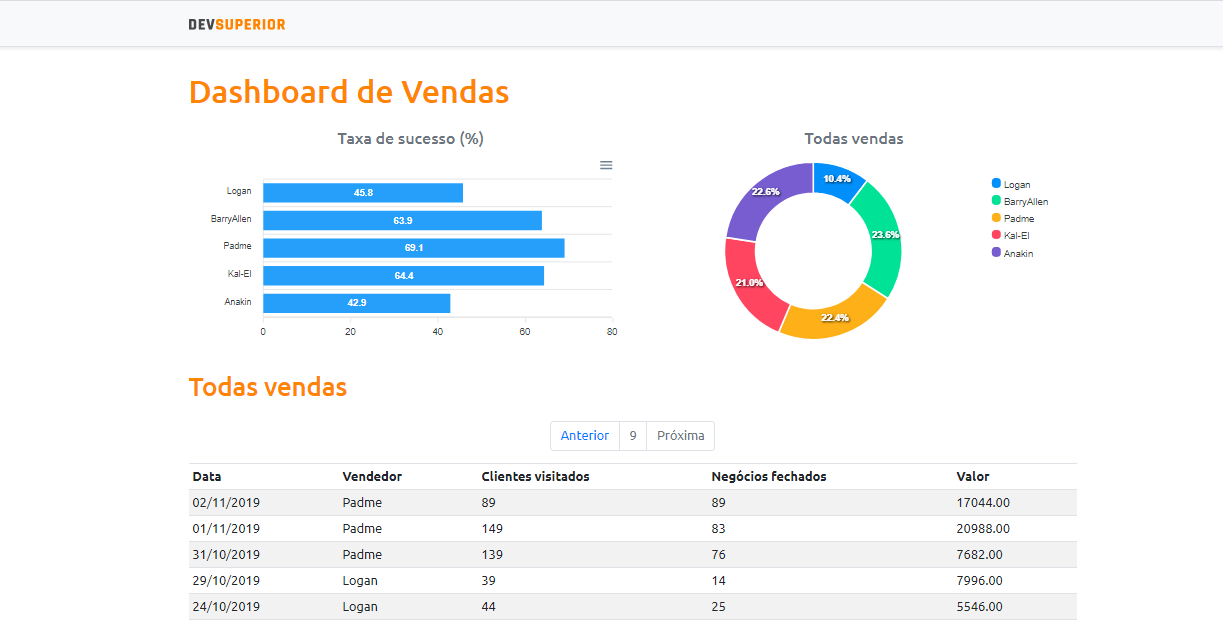 DEVSUPERIOR
Dashboard de Vendas
Taxa de sucesso (%)
Logan 45.8
BarryAllen 63.9
Padme 69.1
Kal-El 64.4
Anakin 42.9
0 20 40 60 80
Todas vendas
10.4%
23.6%
22.4%
21.0%
22.6%
Logan
BarryAllen
Padme
Kal-El
Anakin
Todas vendas
Anterior 9 Próxima
Data Vendedor Clientes visitados Negócios fechados Valor
02/11/2019 Padme 89 89 17044.00
01/11/2019 Padme 149 83 20988.00
31/10/2019 Padme 139 76 7682.00
29/10/2019 Logan 39 14 7996.00
24/10/2019 Logan 44 25 5546.00